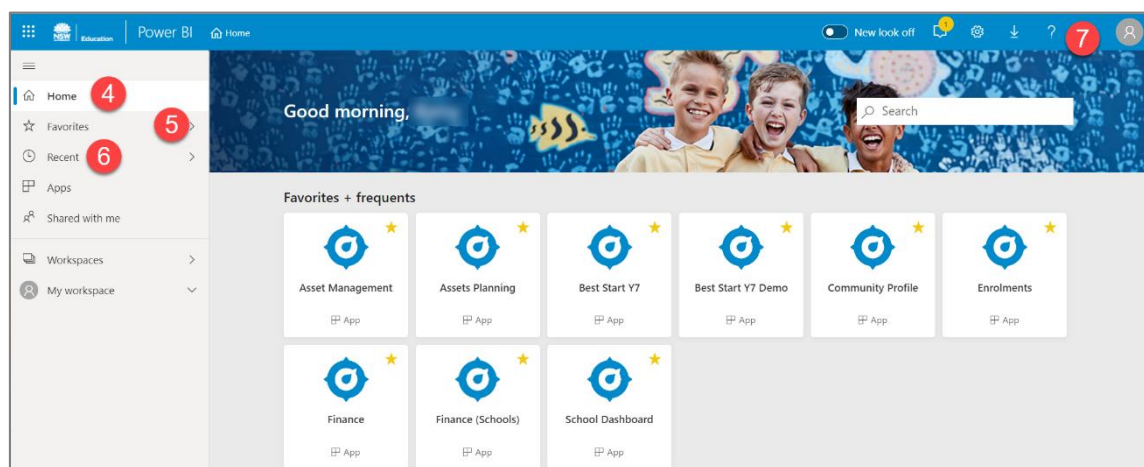 NSW Education Power BI Home New look off 1 ? 7
Home 4
Favorites 5
Recent 6
Apps
Shared with me
Workspaces
My workspace
Good morning,
Search
Favorites + frequents
Asset Management Assets Planning Best Start Y7 Best Start Y7 Demo Community Profile Enrolments
App App App App App App
Finance Finance (Schools) School Dashboard
App App App